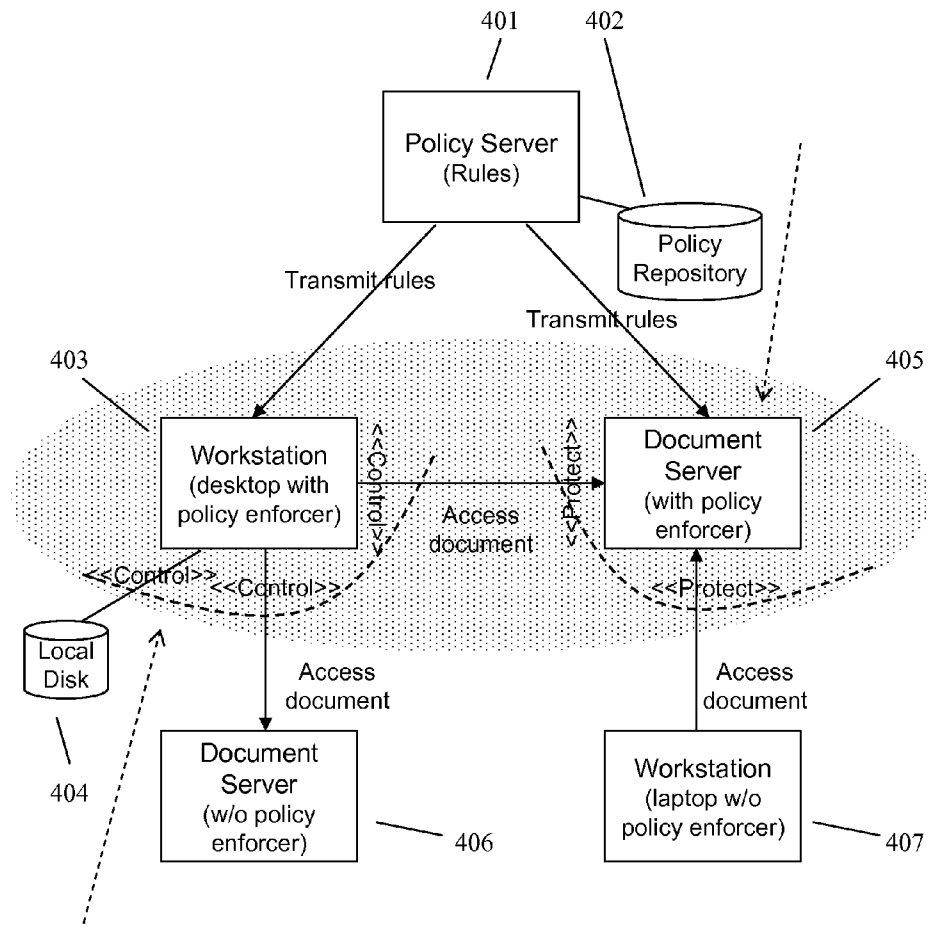 401
402
Policy Server
(Rules)
Policy
Repository
Transmit rules
Transmit rules
403
405
Workstation
(desktop with
policy enforcer)
<<Control>>
Access
document
<<Protect>>
Document
Server
(with policy
enforcer)
<<Control>>
<<Control>>
<<Protect>>
Local
Disk
Access
document
Access
document
404
Document
Server
(w/o policy
enforcer)
406
Workstation
(laptop w/o
policy enforcer)
407